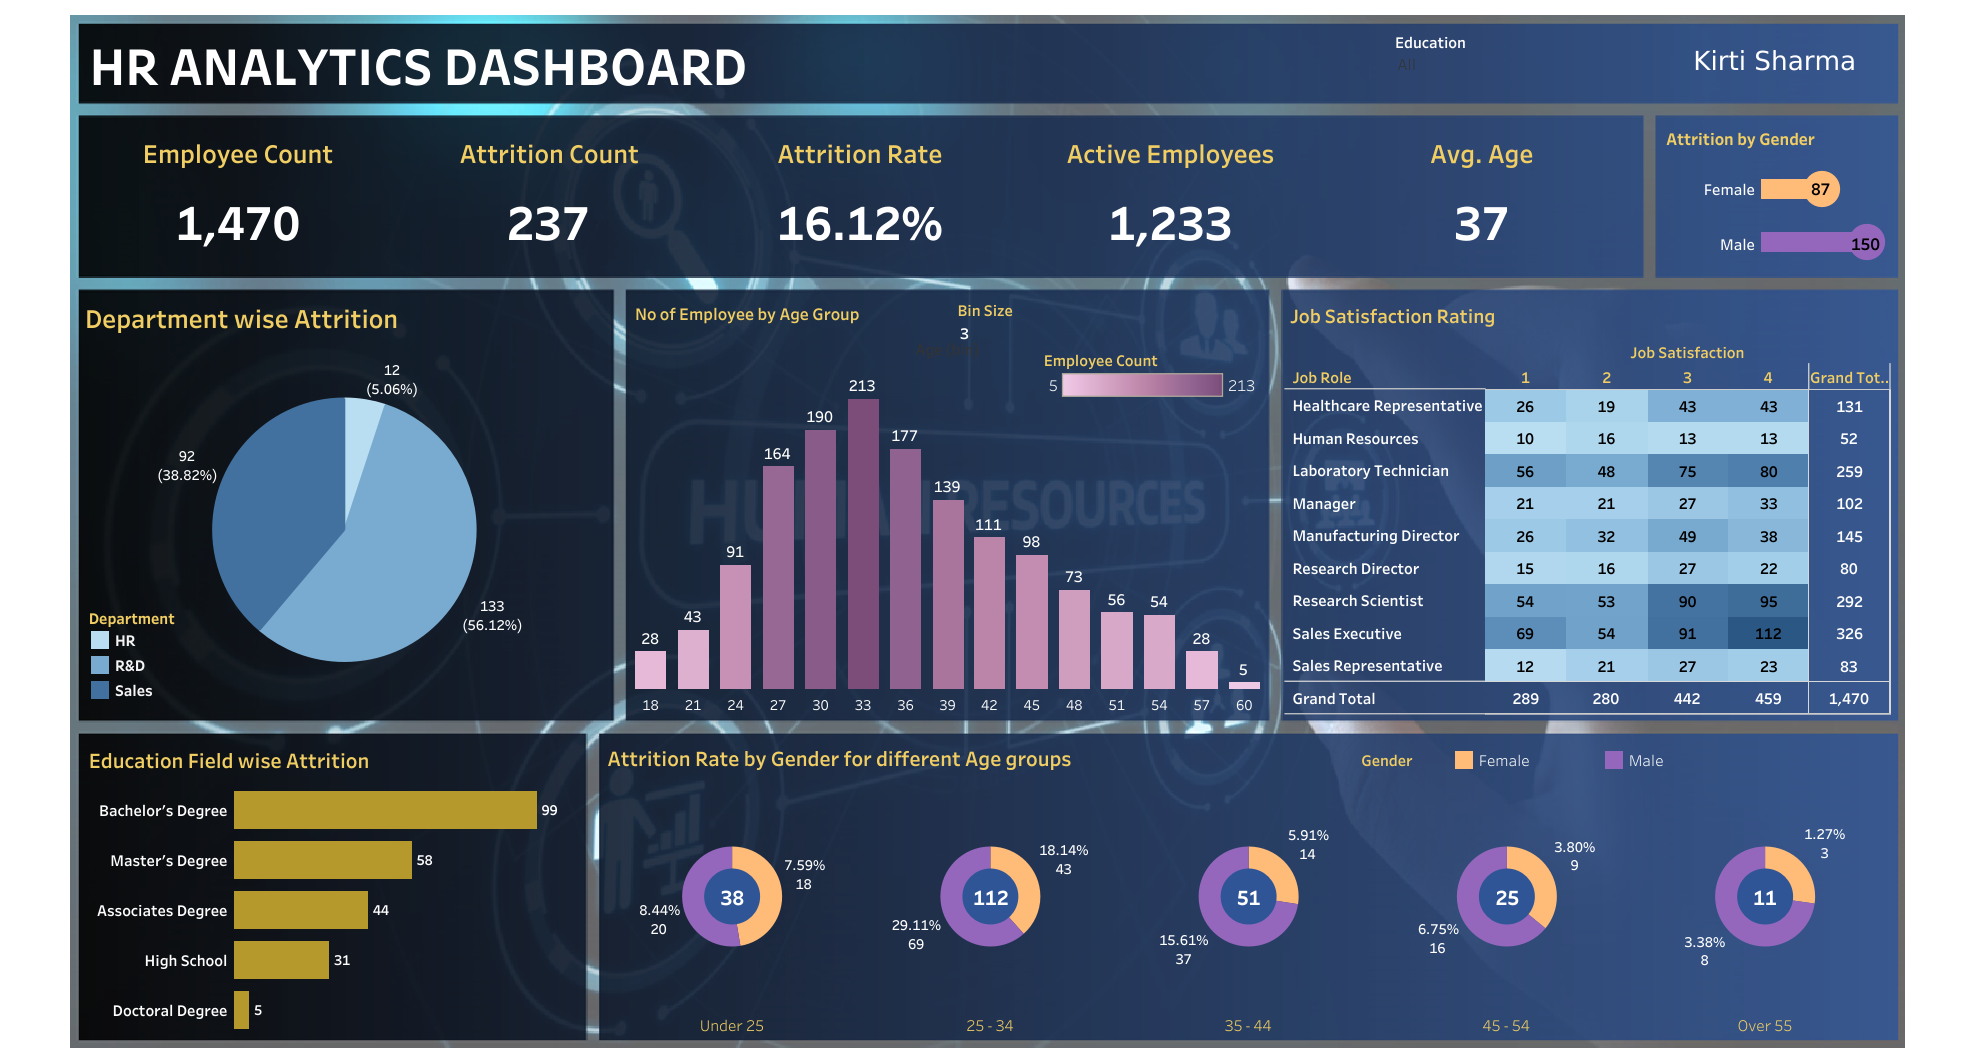 HR ANALYTICS DASHBOARD
Education
All
Kirti Sharma
Employee Count
Attrition Count
Attrition Rate
Active Employees
Avg. Age
1,470
237
16.12%
1,233
37
Attrition by Gender
Female 87
Male 150
Department wise Attrition
12
(5.06%)
92
(38.82%)
133
(56.12%)
Department
HR
R&D
Sales
No of Employee by Age Group
Bin Size
3
Employee Count
5 213
213
190
177
164
139
111
98
91
73
56
54
43
28
28
5
18 21 24 27 30 33 36 39 42 45 48 51 54 57 60
HUMAN RESOURCES
Job Satisfaction Rating
Job Satisfaction
Job Role 1 2 3 4 Grand Tot..
Healthcare Representative 26 19 43 43 131
Human Resources 10 16 13 13 52
Laboratory Technician 56 48 75 80 259
Manager 21 21 27 33 102
Manufacturing Director 26 32 49 38 145
Research Director 15 16 27 22 80
Research Scientist 54 53 90 95 292
Sales Executive 69 54 91 112 326
Sales Representative 12 21 27 23 83
Grand Total 289 280 442 459 1,470
Education Field wise Attrition
Bachelor's Degree 99
Master's Degree 58
Associates Degree 44
High School 31
Doctoral Degree 5
Attrition Rate by Gender for different Age groups
Gender Female Male
7.59%
18
38
8.44%
20
Under 25
18.14%
43
112
29.11%
69
25 - 34
5.91%
14
51
15.61%
37
35 - 44
3.80%
9
25
6.75%
16
45 - 54
1.27%
3
11
3.38%
8
Over 55